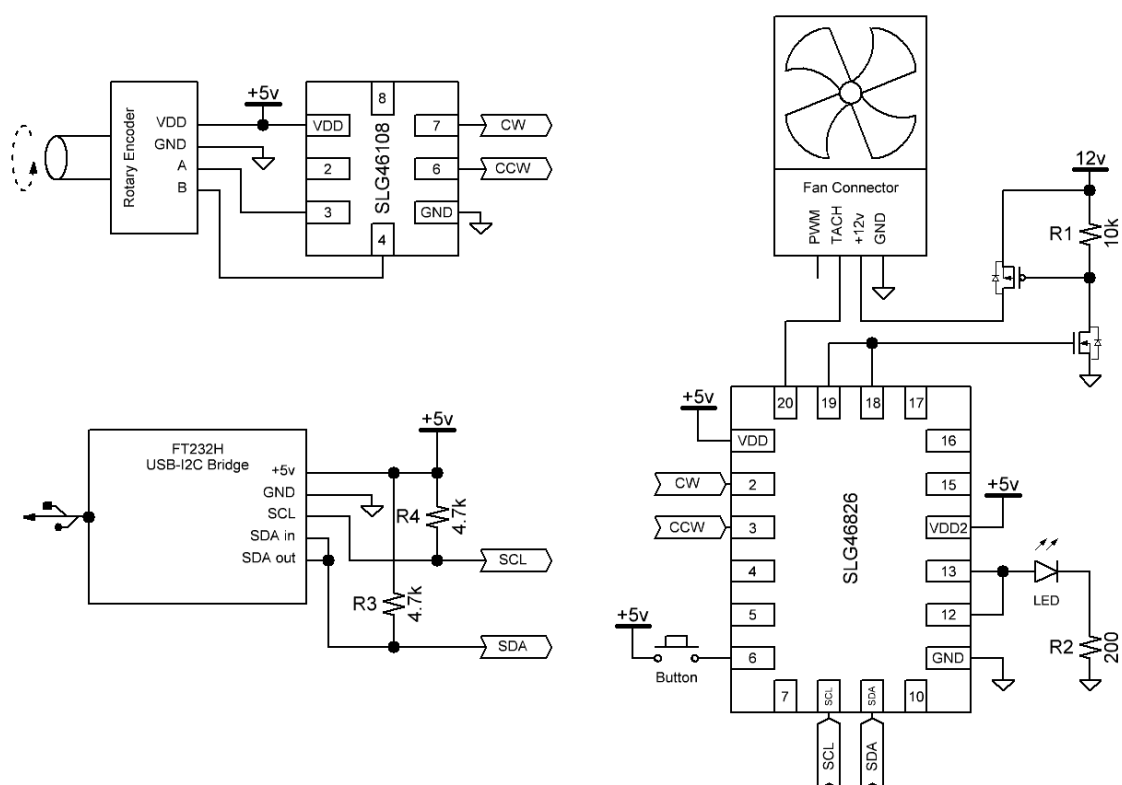 Rotary Encoder
VDD
GND
A
B
+5v
VDD
2
3
8
SLG46108
4
7
6
GND
CW
CCW
Fan Connector
PWM
TACH
+12v
GND
12v
R1
10k
FT232H
USB-I2C Bridge
+5v
GND
SCL
SDA in
SDA out
+5v
R4
4.7k
R3
4.7k
SCL
SDA
+5v
CW
CCW
+5v
Button
20
19
18
17
VDD
2
3
4
5
6
SLG46826
16
15
VDD2
13
12
GND
7
SCL
SDA
10
SCL
SDA
+5v
LED
R2
200